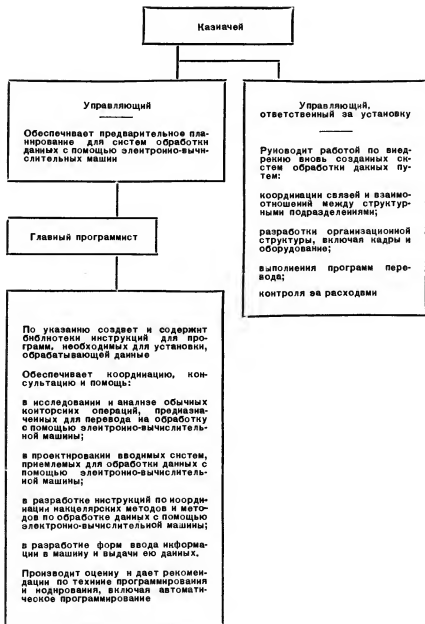 Казначей
Управляющий
Обеспечивает предварительное пла-
нирование для систем обработки
данных с помощью электронно-вычи-
слительных машин
Управляющий,
ответственный за установку
Руководит работой по внед-
рению вновь созданных си-
стем обработки данных пу-
тем:
координации связей и взаимо-
отношений между структур-
ными подразделениями;
разработки организационной
структуры, включая кадры и
оборудование;
выполнения программ пере-
вода;
контроля за расходами
Главный программист
По указанию создает и содержит
библиотеки инструкций для про-
грамм, необходимых для установки,
обрабатывающей данные
Обеспечивает координацию, кон-
сультацию и помощь:
в исследовании и анализе обычных
конторских операций, предназна-
ченных для перевода на обработку
с помощью электронно-вычислитель-
ной машины;
в проектировании вводимых систем,
приемлемых для обработки данных с
помощью электронно-вычислитель-
ной машины;
в разработке инструкций по коорди-
нации канцелярских методов и мето-
дов по обработке данных с помощью
электронно-вычислительной машины;
в разработке форм ввода информа-
ции в машину и выдачи ею данных.
Производит оценку и дает рекомен-
дации по технике программирования
и кодирования, включая автомати-
ческое программирование